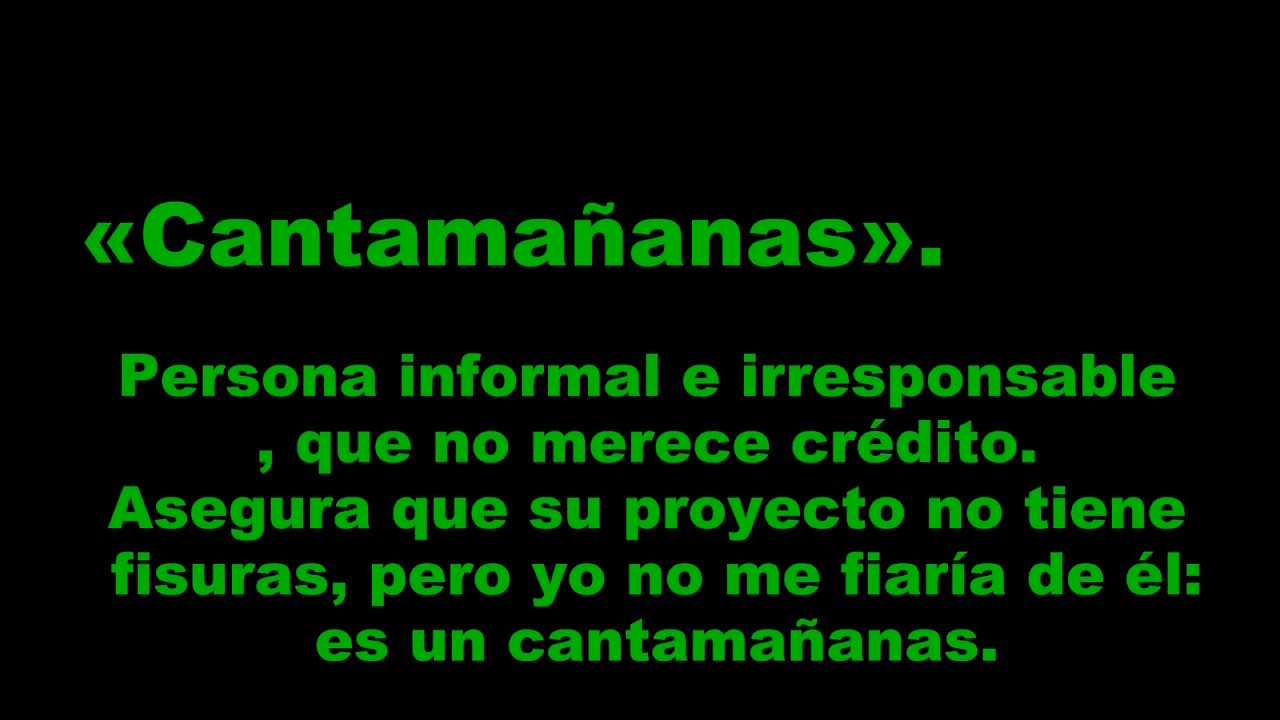 «Cantamañanas».
Persona informal e irresponsable
, que no merece crédito.
Asegura que su proyecto no tiene
fisuras, pero yo no me fiaría de él:
es un cantamañanas.